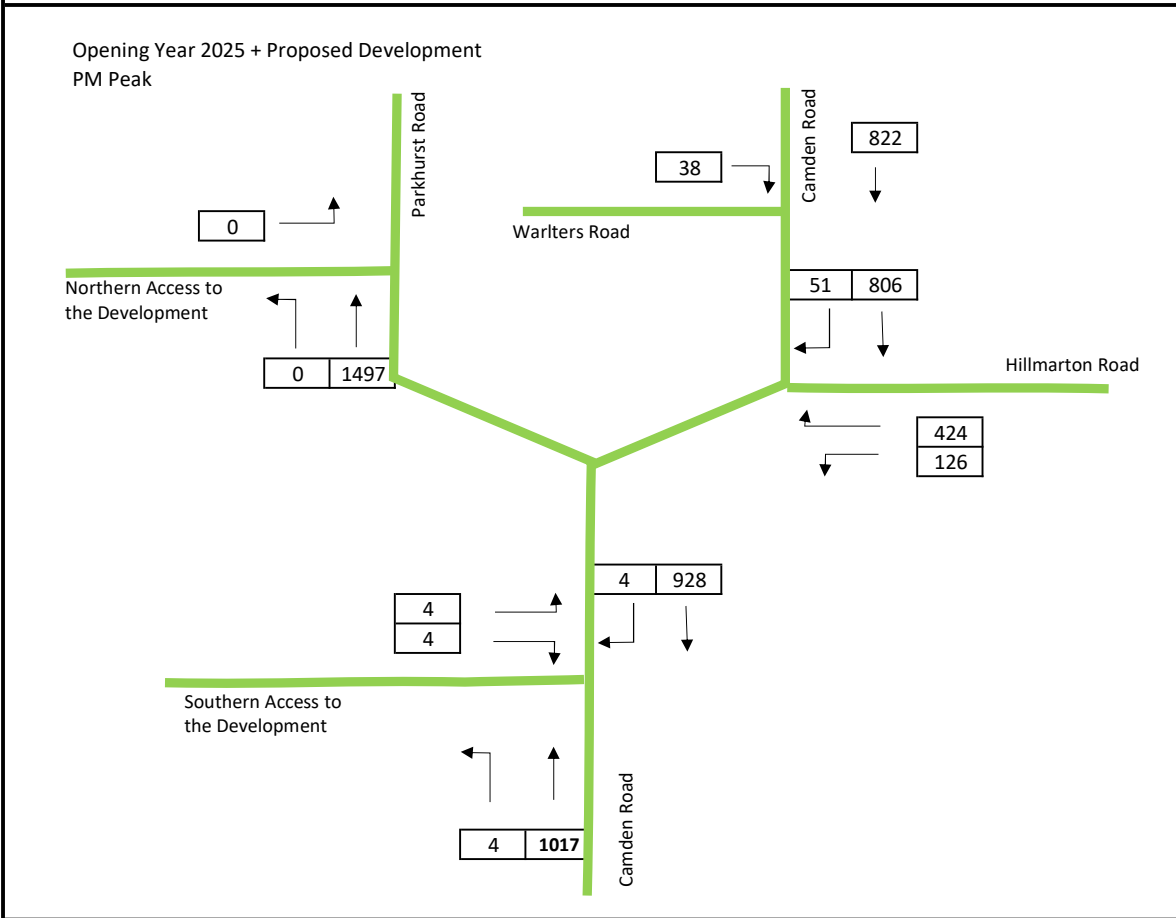 Opening Year 2025 + Proposed Development
PM Peak
Parkhurst Road
Camden Road
822
38
0
Warlters Road
Northern Access to
the Development
51 806
0 1497
Hillmarton Road
424
126
4 928
4
4
Southern Access to
the Development
Camden Road
4 1017